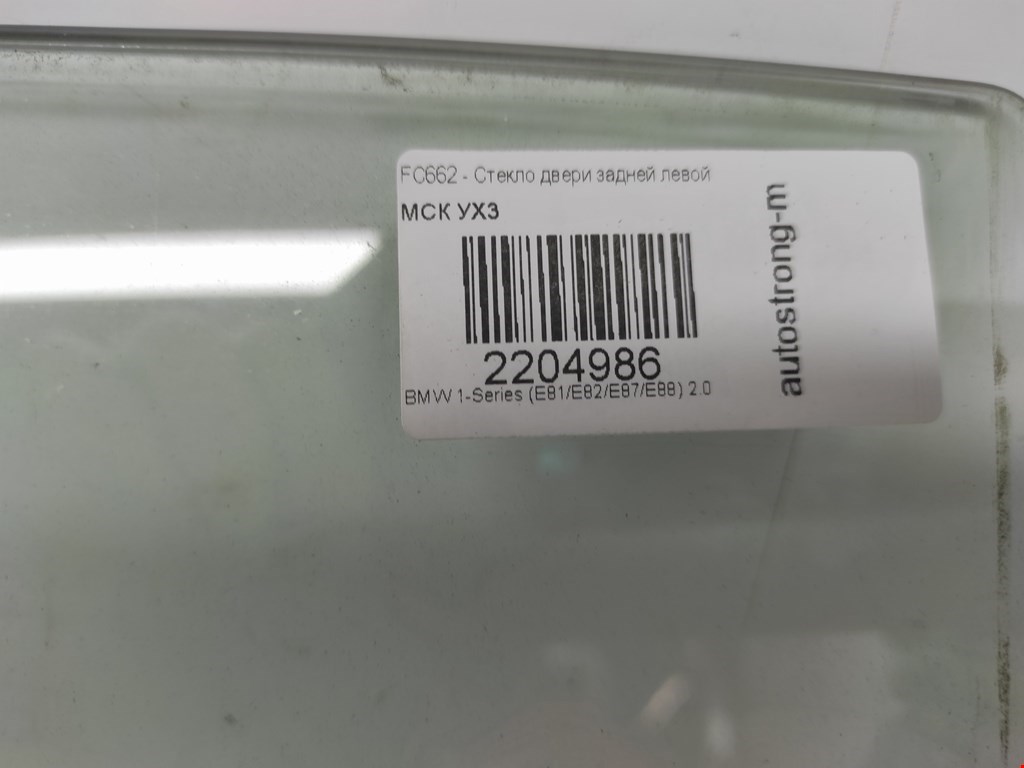 FC662 - Стекло двери задней левой
МСК УХЗ
2204986
BMW 1-Series (E81/E82/E87/E88) 2.0
autostrong-m